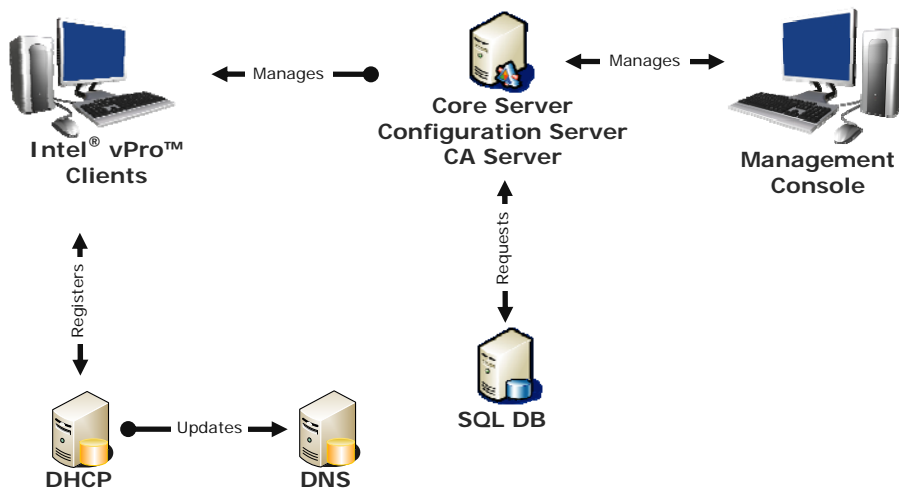 Manages
Manages
Core Server
Configuration Server
CA Server
Intel® vPro™
Clients
Management
Console
Registers
Requests
SQL DB
Updates
DHCP
DNS